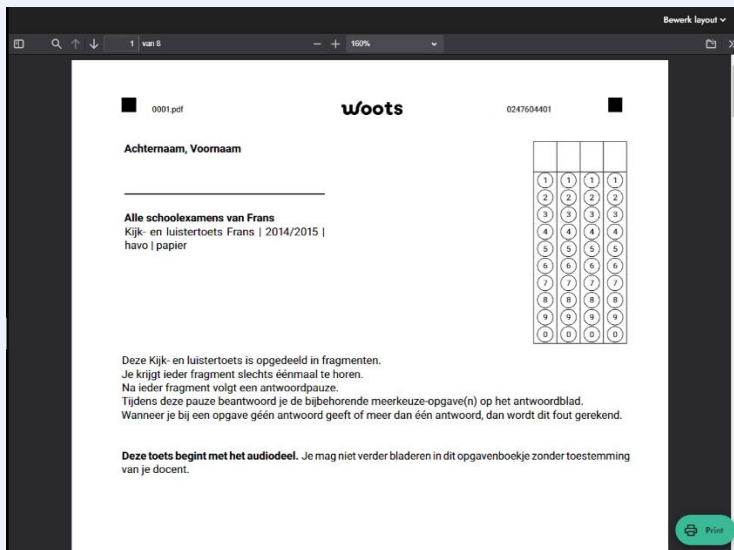 Bewerk layout
1 van 8
160%
0001.pdf
woots
0247604401
Achternaam, Voornaam
1 1 1 1
2 2 2 2
3 3 3 3
4 4 4 4
5 5 5 5
6 6 6 6
7 7 7 7
8 8 8 8
9 9 9 9
0 0 0 0
Alle schoolexamens van Frans
Kijk- en luistertoets Frans | 2014/2015 |
havo | papier
Deze Kijk- en luistertoets is opgedeeld in fragmenten.
Je krijgt ieder fragment slechts éénmaal te horen.
Na ieder fragment volgt een antwoordpauze.
Tijdens deze pauze beantwoord je de bijbehorende meerkeuze-opgave(n) op het antwoordblad.
Wanneer je bij een opgave géén antwoord geeft of meer dan één antwoord, dan wordt dit fout gerekend.
Deze toets begint met het audiodeel. Je mag niet verder bladeren in dit opgavenboekje zonder toestemming
van je docent.
Print